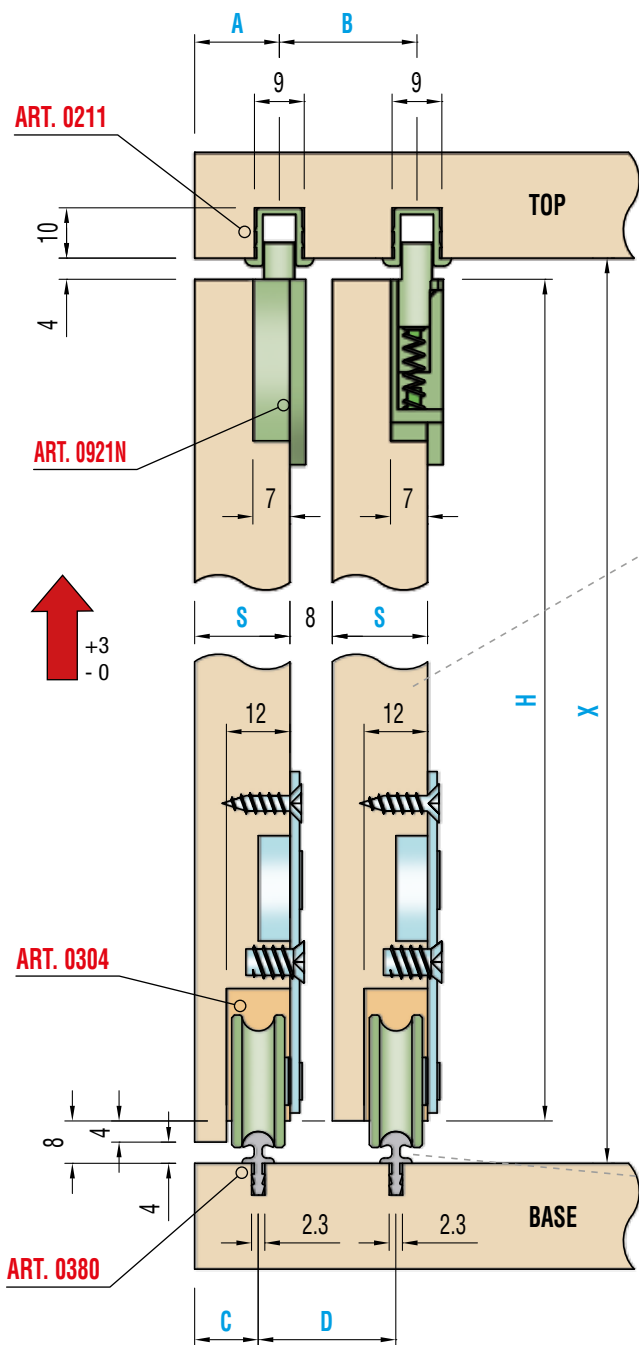 A B
9 9
ART. 0211
TOP
10
4
ART. 0921N
7 7
S 8 S
+3
- 0
H X
12 12
ART. 0304
8 4
4
BASE
2.3 2.3
ART. 0380
C D